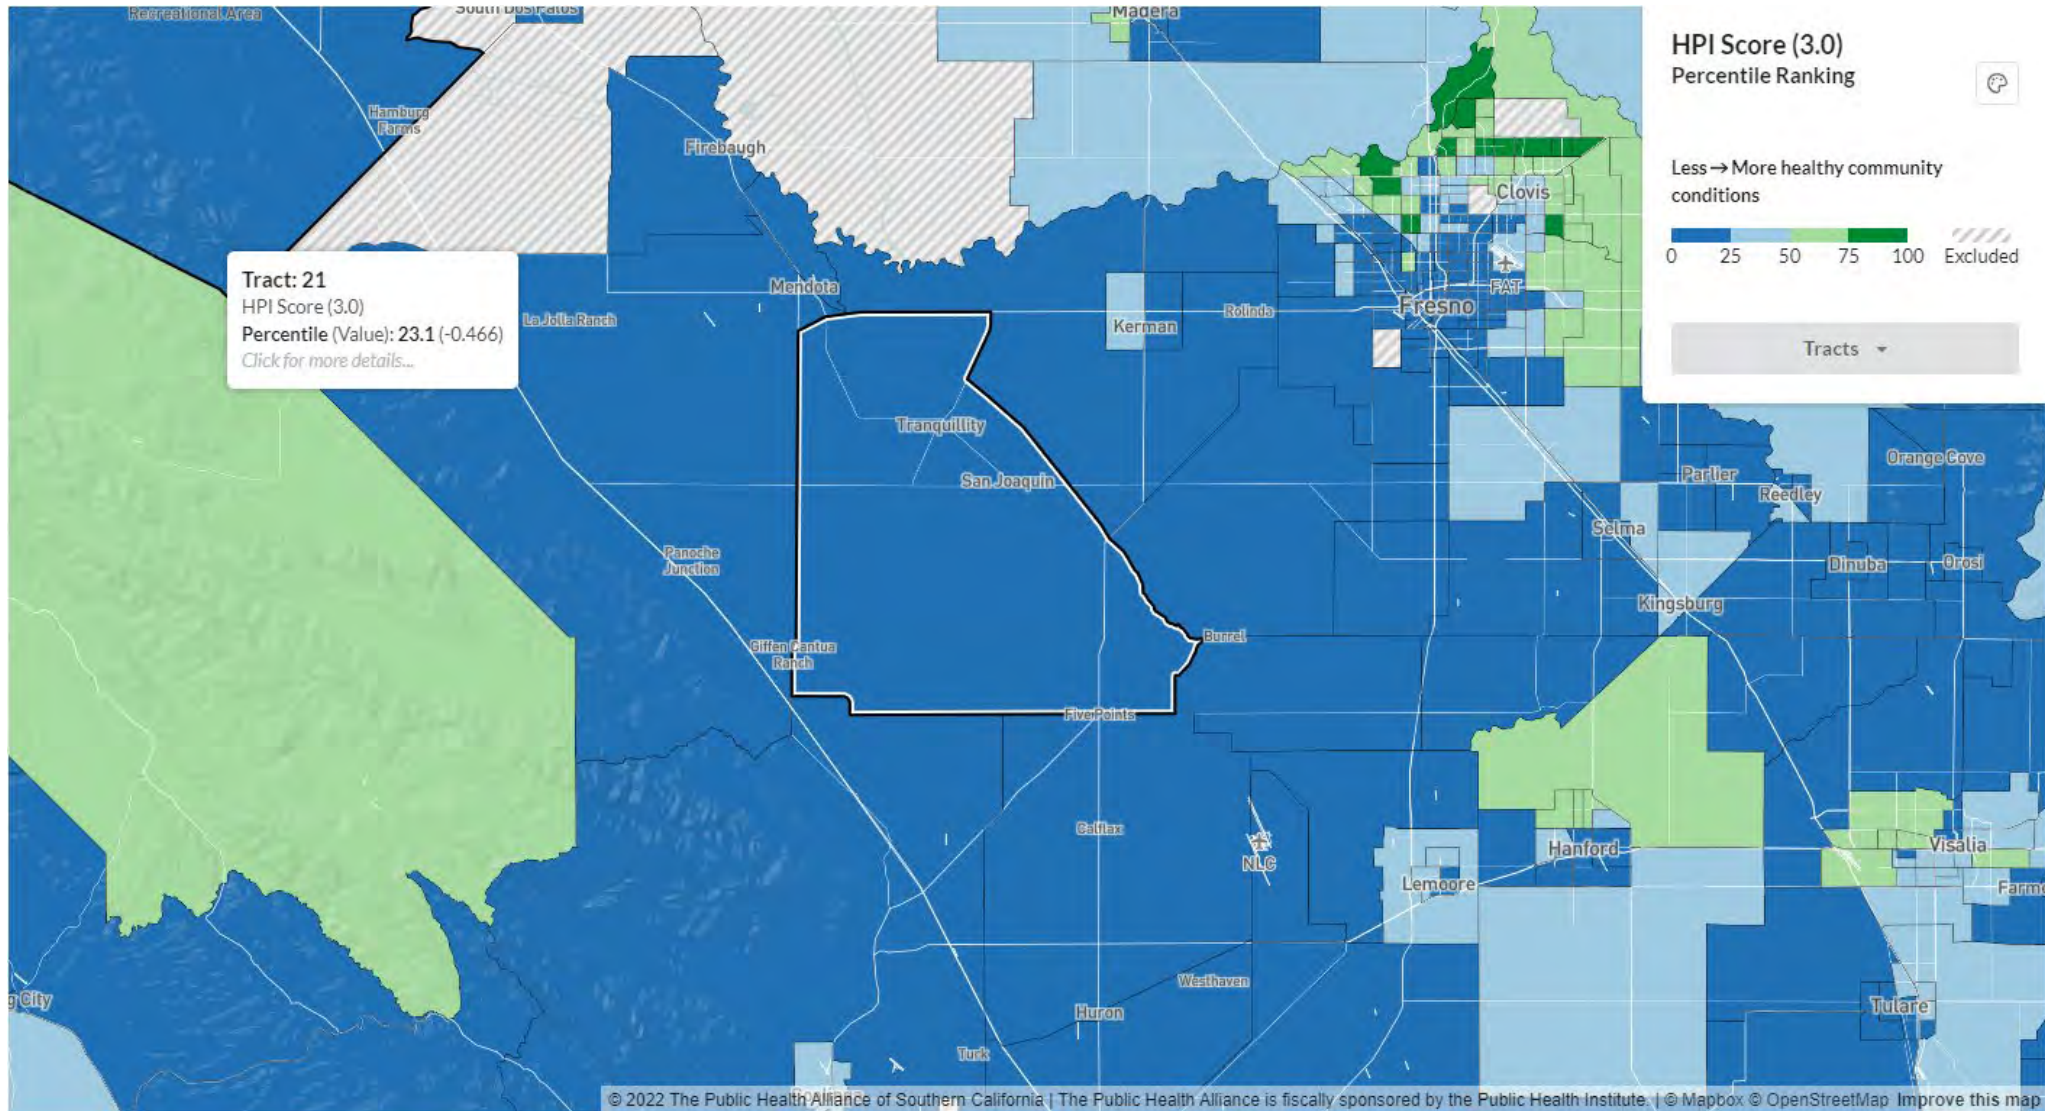 Recreational Area
South Dos Palos
Madera
Hamburg
Farms
Firebaugh
Clovis
Mendota
FAT
Fresno
La Jolla Ranch
Kerman
Rolinda
Tranquillity
San Joaquin
Orange Cove
Parlier
Reedley
Selma
Panoche
Junction
Dinuba
Orosi
Kingsburg
Giffen Cantua
Ranch
Burrel
Five Points
Calflax
NLC
Hanford
Visalia
Lemoore
Farm
Westhaven
g City
Huron
Tulare
Turk
Tract: 21
HPI Score (3.0)
Percentile (Value): 23.1 (-0.466)
Click for more details...
HPI Score (3.0)
Percentile Ranking
Less → More healthy community
conditions
0 25 50 75 100 Excluded
Tracts
© 2022 The Public Health Alliance of Southern California | The Public Health Alliance is fiscally sponsored by the Public Health Institute. | © Mapbox © OpenStreetMap Improve this map